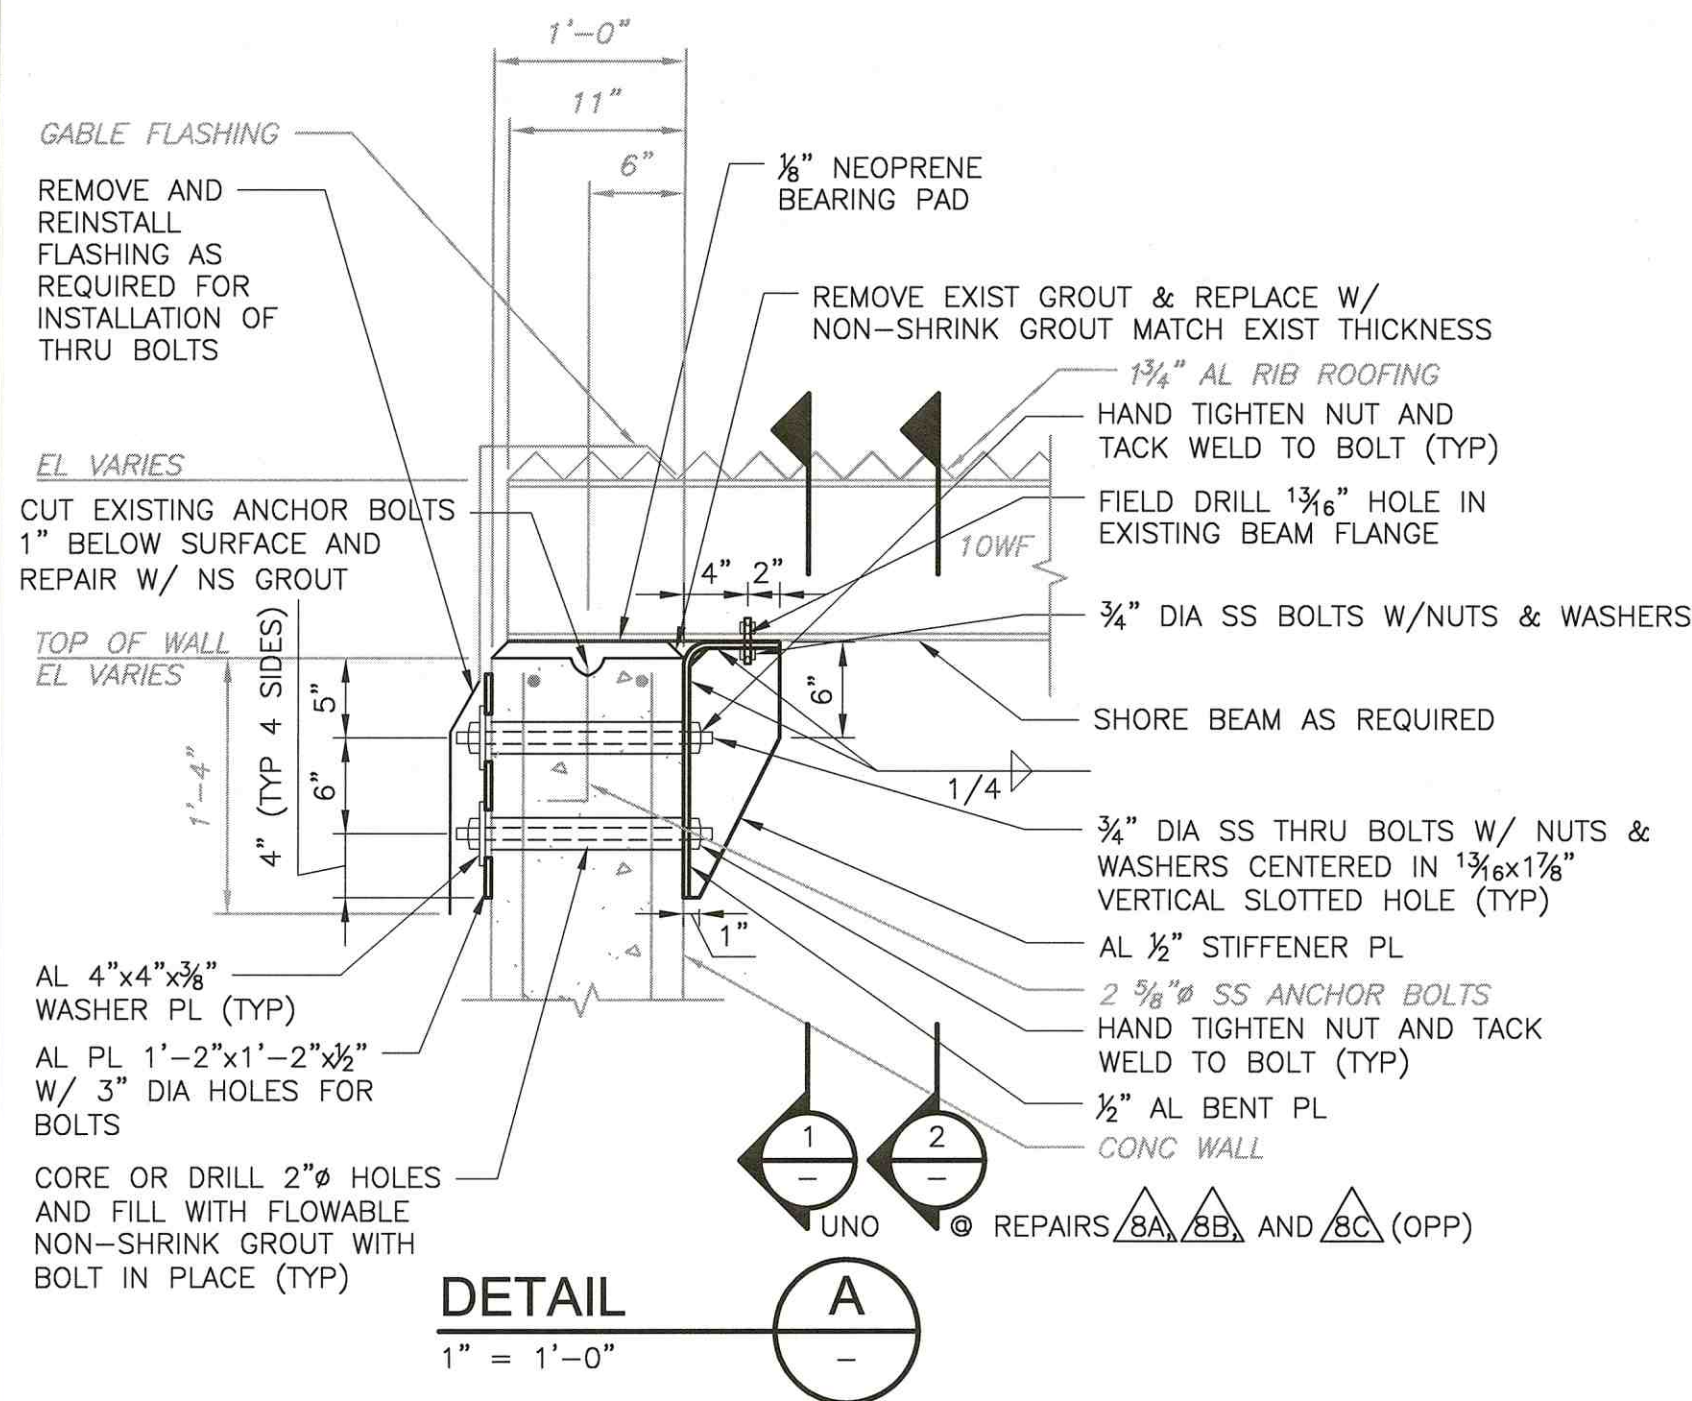 1'-0"
11"
6"
GABLE FLASHING
REMOVE AND
REINSTALL
FLASHING AS
REQUIRED FOR
INSTALLATION OF
THRU BOLTS
⅛" NEOPRENE
BEARING PAD
REMOVE EXIST GROUT & REPLACE W/
NON-SHRINK GROUT MATCH EXIST THICKNESS
1¾" AL RIB ROOFING
HAND TIGHTEN NUT AND
TACK WELD TO BOLT (TYP)
EL VARIES
CUT EXISTING ANCHOR BOLTS
1" BELOW SURFACE AND
REPAIR W/ NS GROUT
FIELD DRILL 13/16" HOLE IN
EXISTING BEAM FLANGE
10WF
4"
2"
¾" DIA SS BOLTS W/NUTS & WASHERS
TOP OF WALL
EL VARIES
1'-4"
4" (TYP 4 SIDES)
5"
6"
6"
SHORE BEAM AS REQUIRED
1/4
¾" DIA SS THRU BOLTS W/ NUTS &
WASHERS CENTERED IN 13/16x1⅞"
VERTICAL SLOTTED HOLE (TYP)
1"
AL ½" STIFFENER PL
2 ⅝"ø SS ANCHOR BOLTS
HAND TIGHTEN NUT AND TACK
WELD TO BOLT (TYP)
½" AL BENT PL
CONC WALL
AL 4"x4"x⅜"
WASHER PL (TYP)
AL PL 1'-2"x1'-2"x½"
W/ 3" DIA HOLES FOR
BOLTS
CORE OR DRILL 2"ø HOLES
AND FILL WITH FLOWABLE
NON-SHRINK GROUT WITH
BOLT IN PLACE (TYP)
1
-
2
-
UNO
@ REPAIRS 8A, 8B, AND 8C (OPP)
DETAIL
A
-
1" = 1'-0"